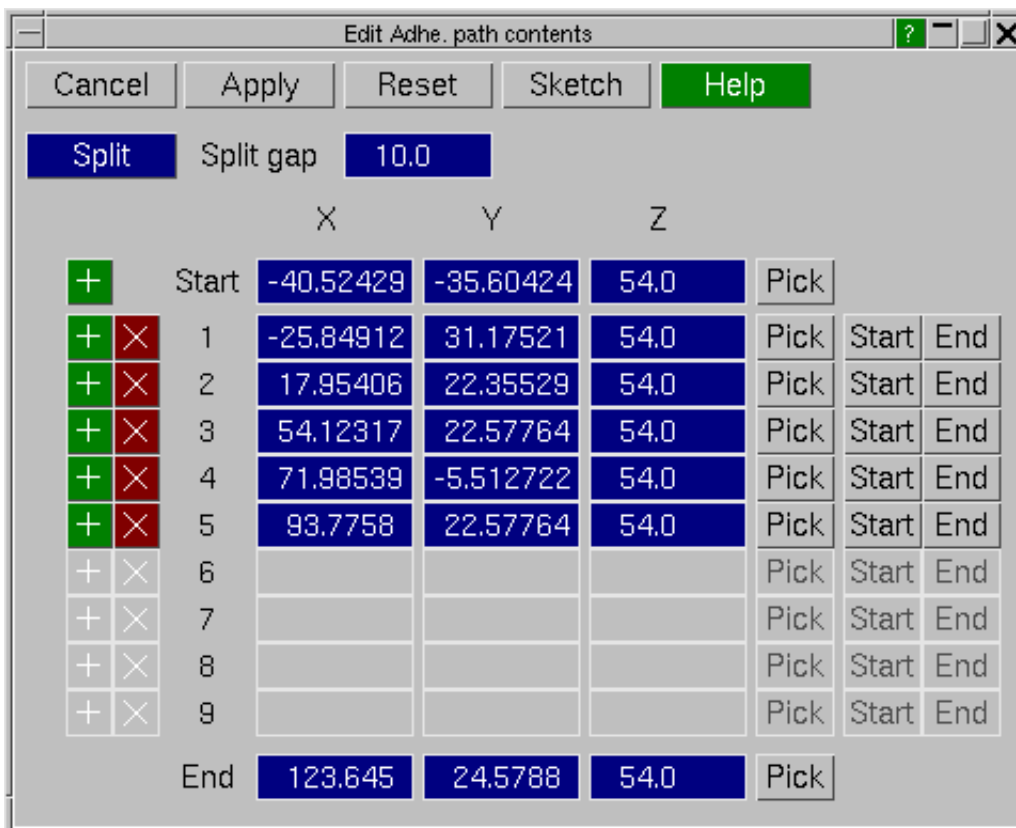 Edit Adhe. path contents ?
Cancel Apply Reset Sketch Help
Split Split gap 10.0
X Y Z
+ Start -40.52429 -35.60424 54.0 Pick
+ X 1 -25.84912 31.17521 54.0 Pick Start End
+ X 2 17.95406 22.35529 54.0 Pick Start End
+ X 3 54.12317 22.57764 54.0 Pick Start End
+ X 4 71.98539 -5.512722 54.0 Pick Start End
+ X 5 93.7758 22.57764 54.0 Pick Start End
+ X 6 Pick Start End
+ X 7 Pick Start End
+ X 8 Pick Start End
+ X 9 Pick Start End
End 123.645 24.5788 54.0 Pick